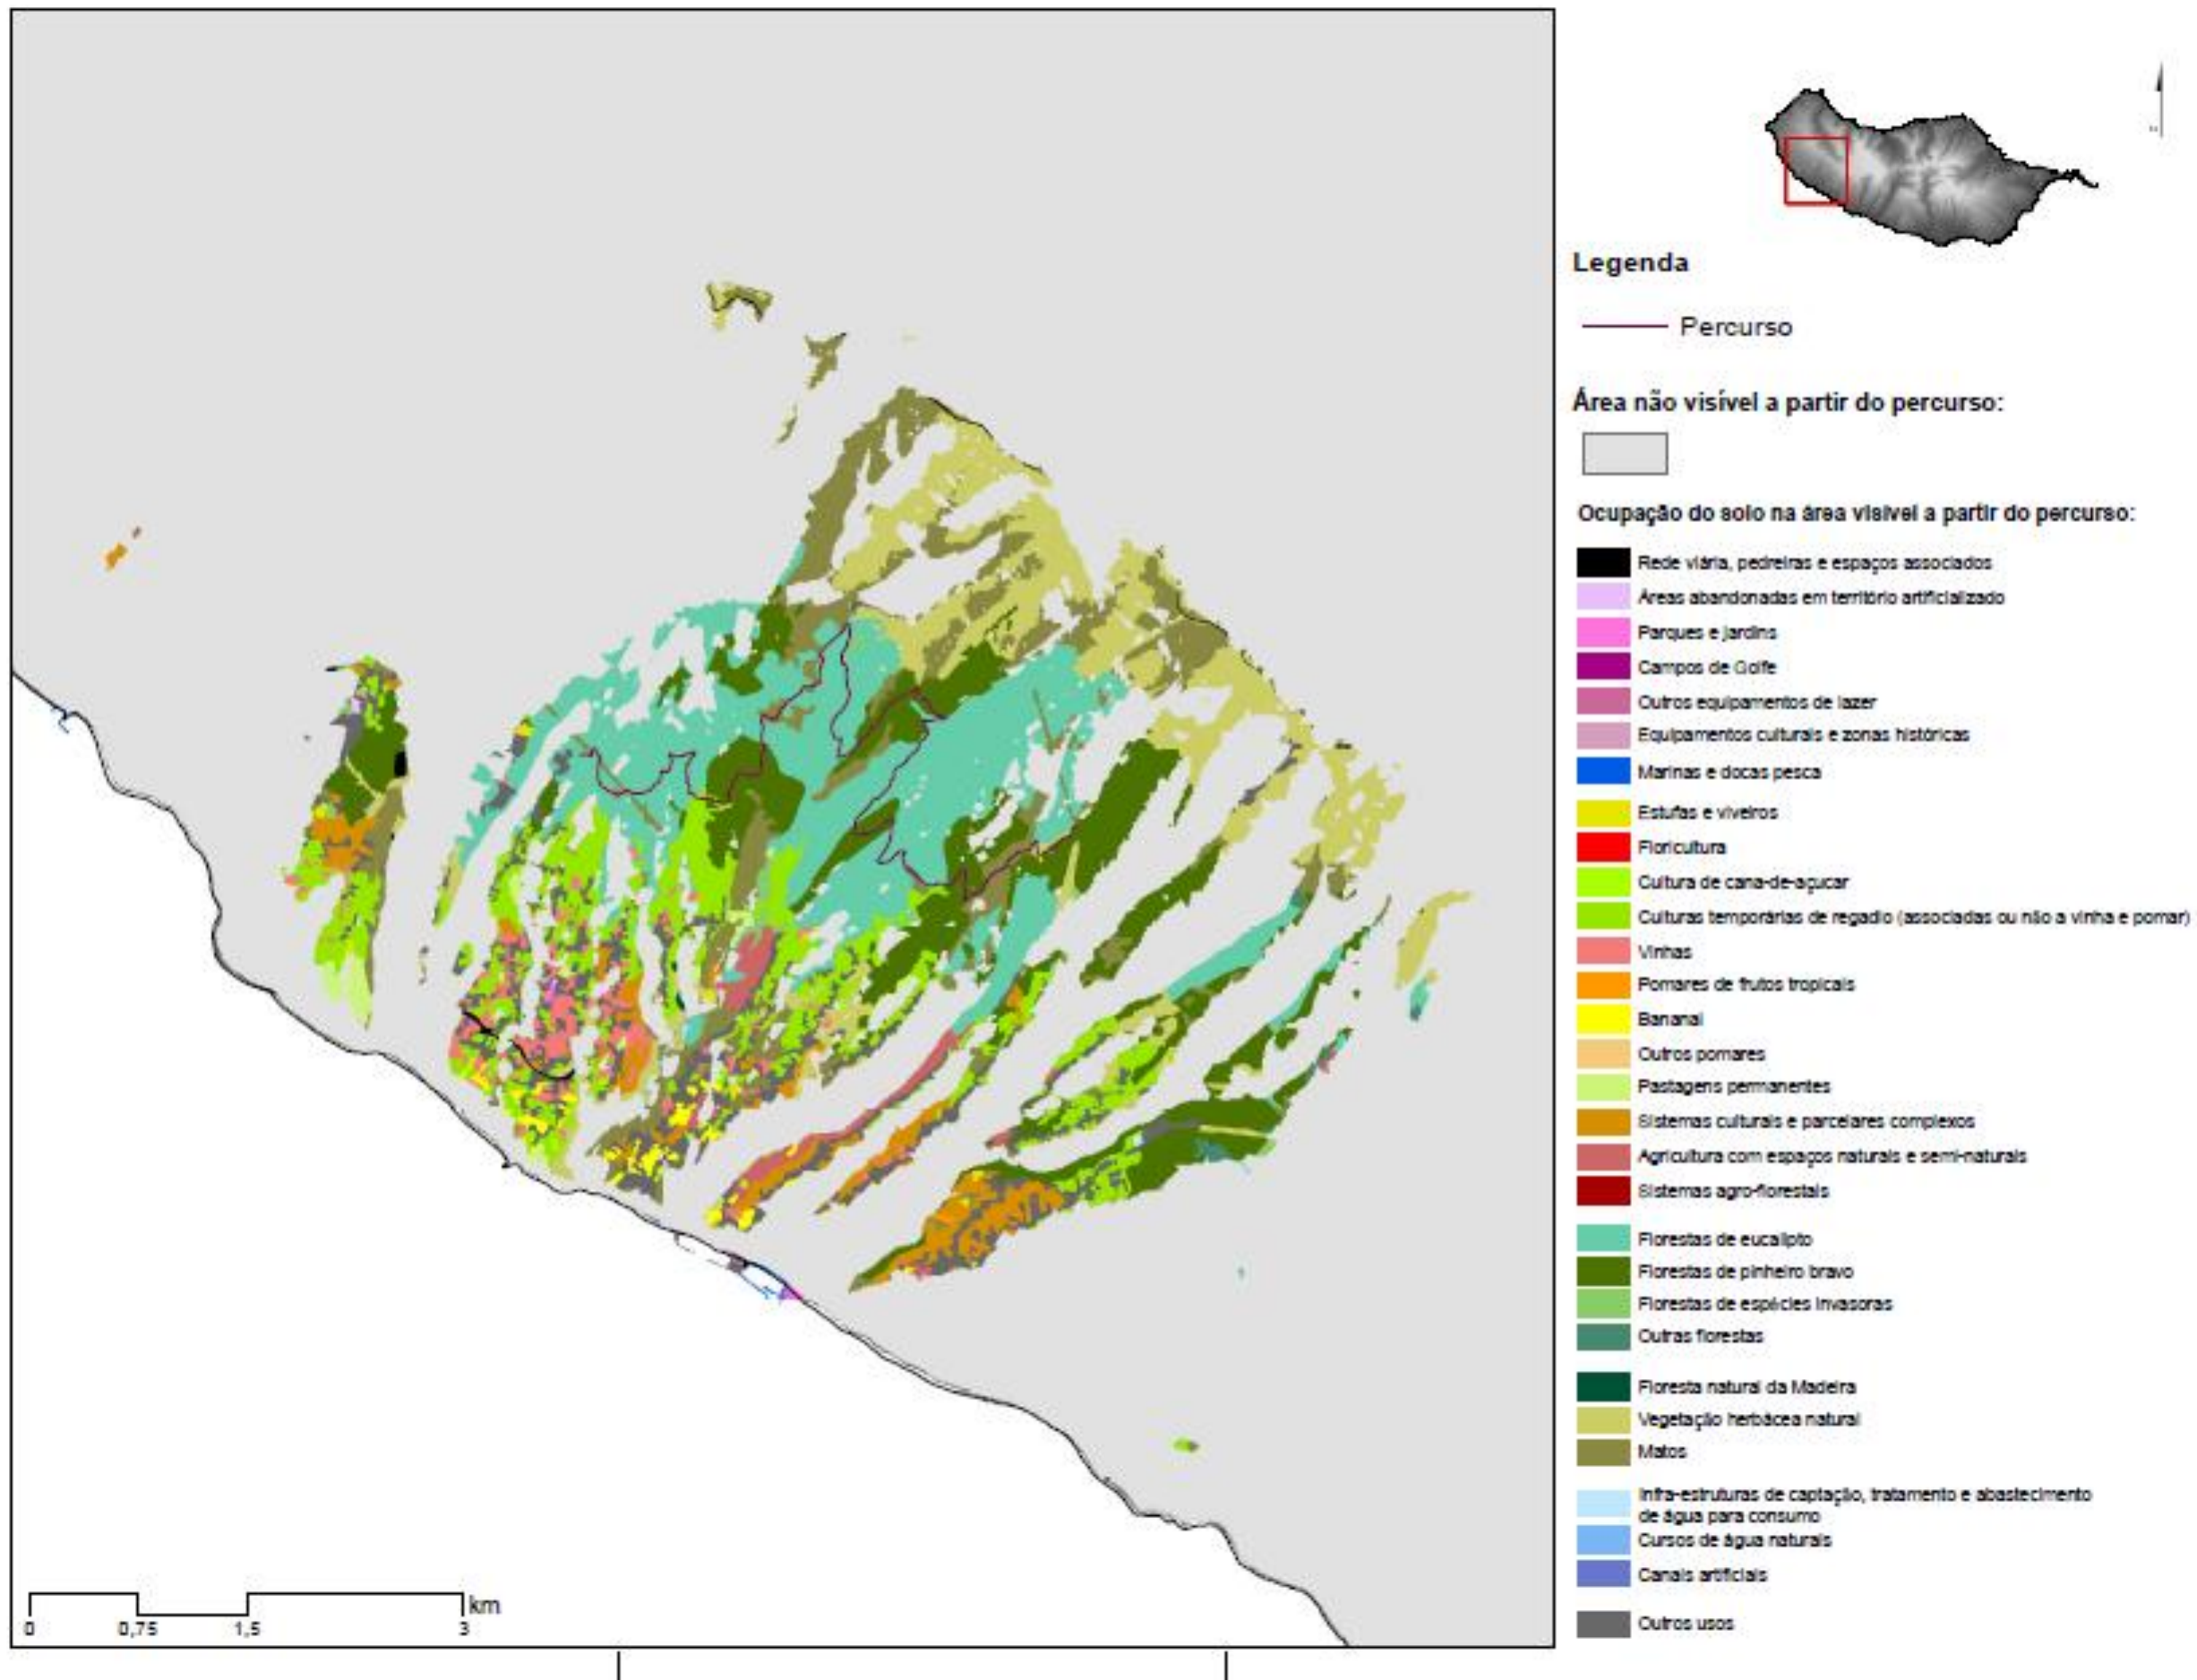 Legenda
Percurso
Área não visível a partir do percurso:
Ocupação do solo na área visível a partir do percurso:
Rede viária, pedreiras e espaços associados
Áreas abandonadas em território artificializado
Parques e jardins
Campos de Golfe
Outros equipamentos de lazer
Equipamentos culturais e zonas históricas
Marinas e docas pesca
Estufas e viveiros
Floricultura
Cultura de cana-de-açucar
Culturas temporárias de regadio (associadas ou não a vinha e pomar)
Vinhas
Pomares de frutos tropicais
Bananal
Outros pomares
Pastagens permanentes
Sistemas culturais e parcelares complexos
Agricultura com espaços naturais e semi-naturais
Sistemas agro-florestais
Florestas de eucalipto
Florestas de pinheiro bravo
Florestas de espécies invasoras
Outras florestas
Floresta natural da Madeira
Vegetação herbácea natural
Matos
Infra-estruturas de captação, tratamento e abastecimento
de água para consumo
Cursos de água naturais
Canais artificiais
Outros usos
km
0 0,75 1,5 3